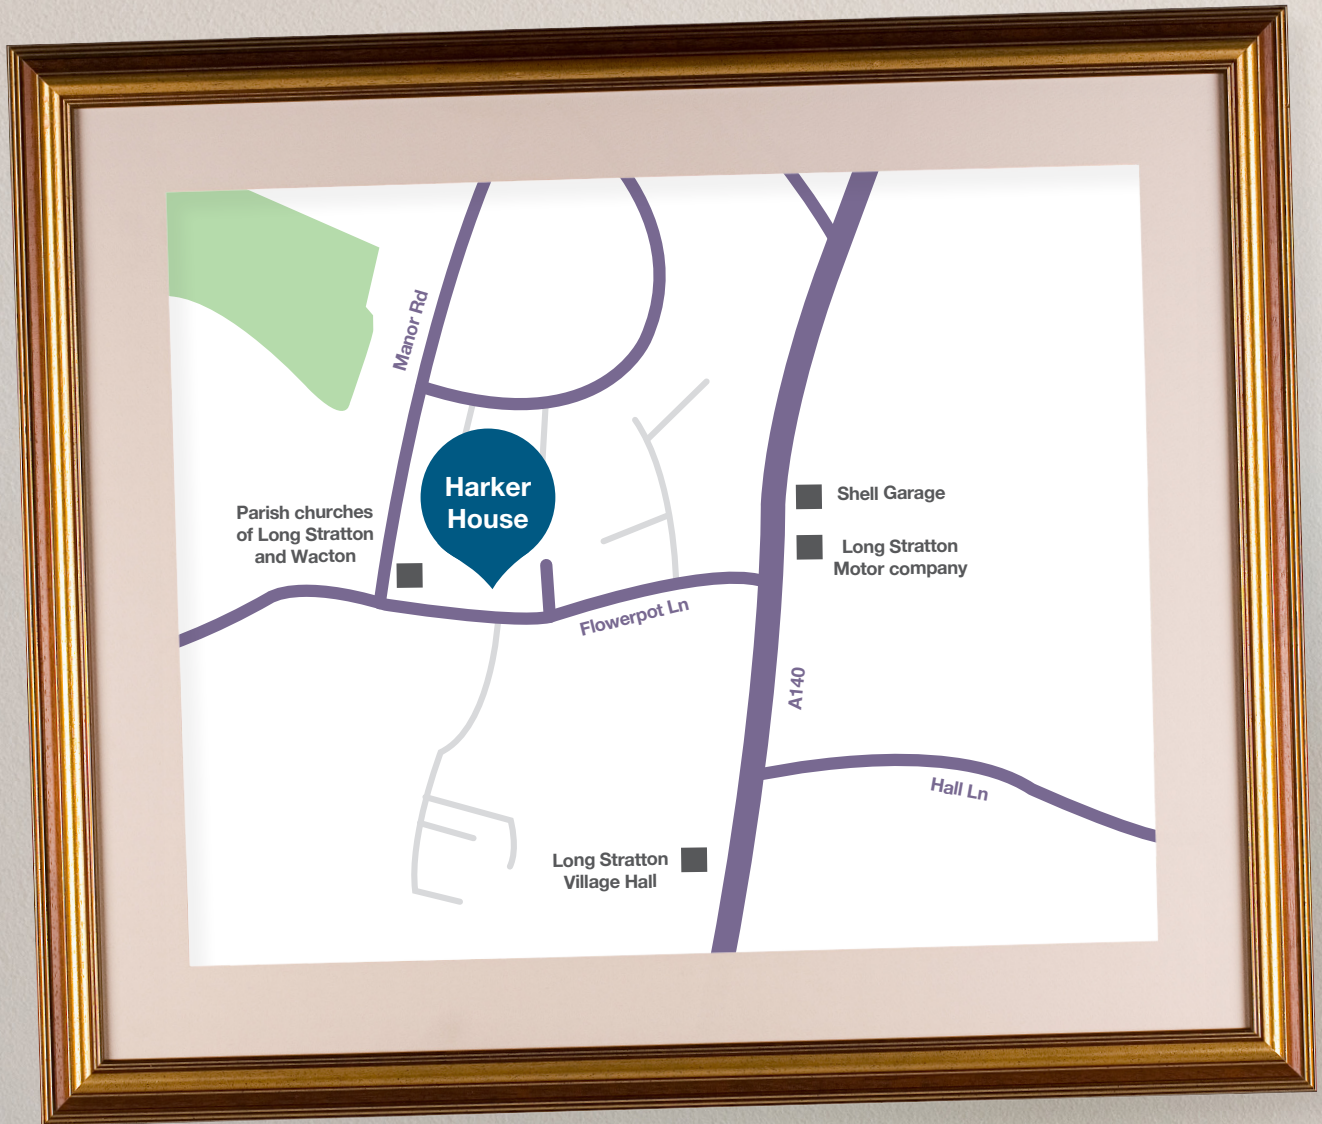 Manor Rd
Harker
House
Parish churches
of Long Stratton
and Wacton
Shell Garage
Long Stratton
Motor company
Flowerpot Ln
A140
Hall Ln
Long Stratton
Village Hall